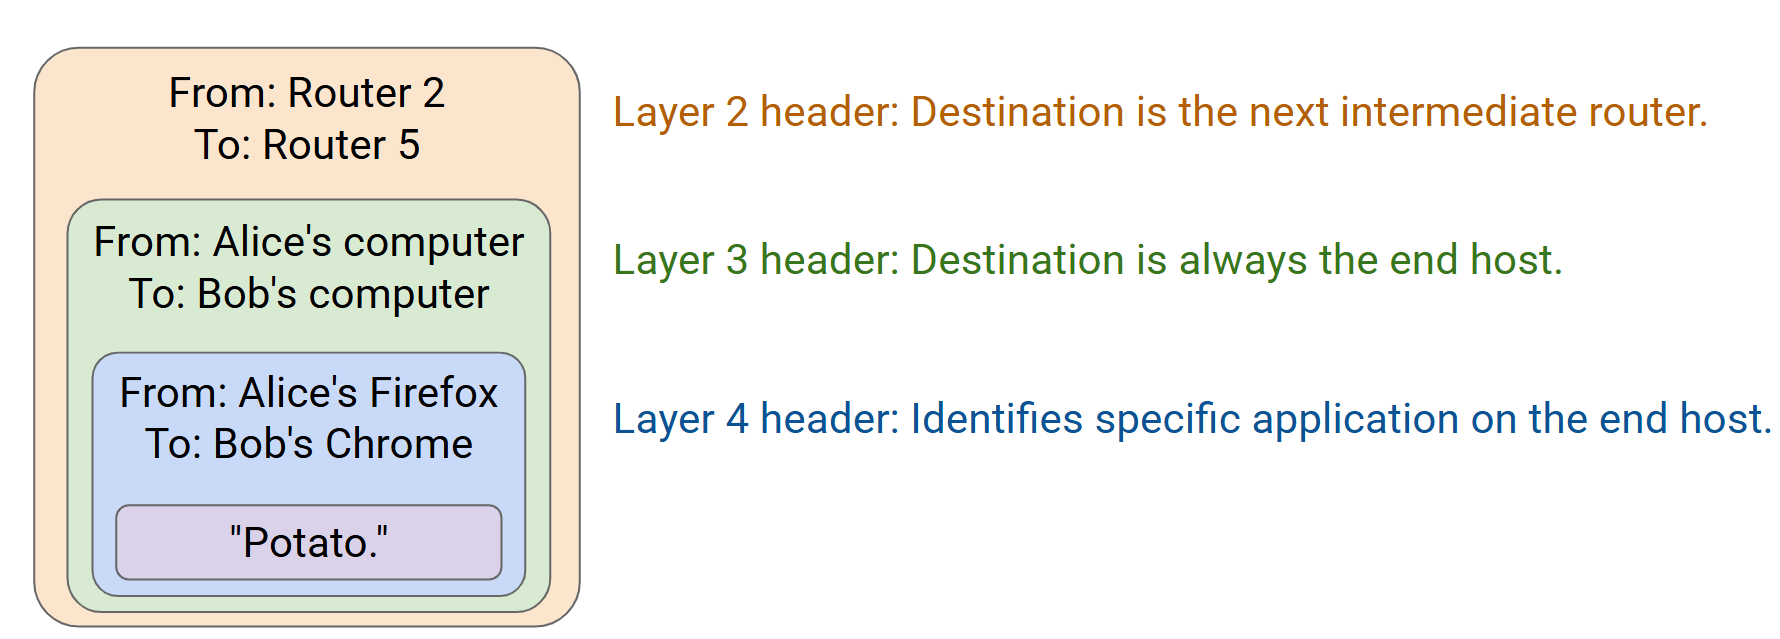 From: Router 2
To: Router 5
Layer 2 header: Destination is the next intermediate router.
From: Alice's computer
To: Bob's computer
Layer 3 header: Destination is always the end host.
From: Alice's Firefox
To: Bob's Chrome
Layer 4 header: Identifies specific application on the end host.
"Potato."